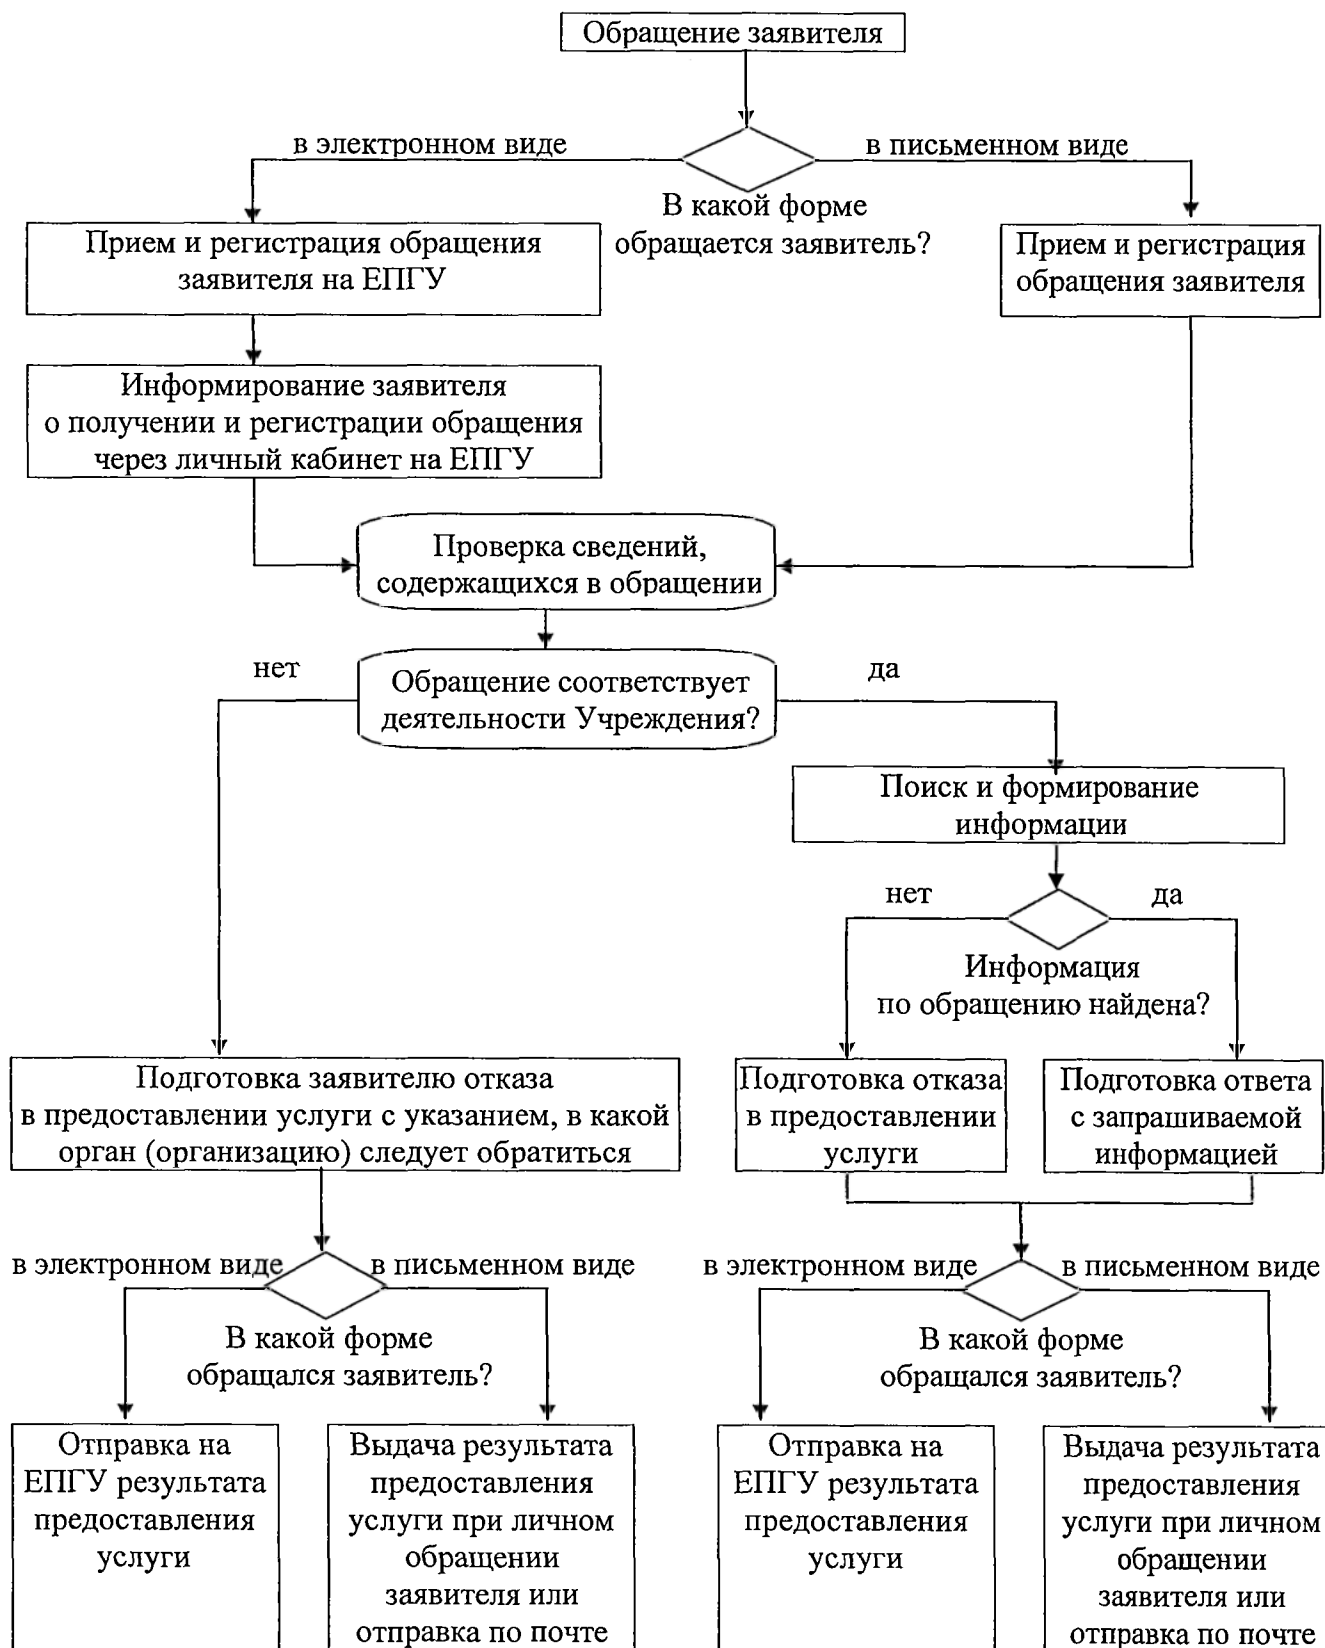 Обращение заявителя
в электронном виде
в письменном виде
В какой форме
обращается заявитель?
Прием и регистрация обращения
заявителя на ЕПГУ
Прием и регистрация
обращения заявителя
Информирование заявителя
о получении и регистрации обращения
через личный кабинет на ЕПГУ
Проверка сведений,
содержащихся в обращении
нет
Обращение соответствует
деятельности Учреждения?
да
Поиск и формирование
информации
нет
да
Информация
по обращению найдена?
Подготовка заявителю отказа
в предоставлении услуги с указанием, в какой
орган (организацию) следует обратиться
Подготовка отказа
в предоставлении
услуги
Подготовка ответа
с запрашиваемой
информацией
в электронном виде
в письменном виде
В какой форме
обращался заявитель?
в электронном виде
в письменном виде
В какой форме
обращался заявитель?
Отправка на
ЕПГУ результата
предоставления
услуги
Выдача результата
предоставления
услуги при личном
обращении
заявителя или
отправка по почте
Отправка на
ЕПГУ результата
предоставления
услуги
Выдача результата
предоставления
услуги при личном
обращении
заявителя или
отправка по почте